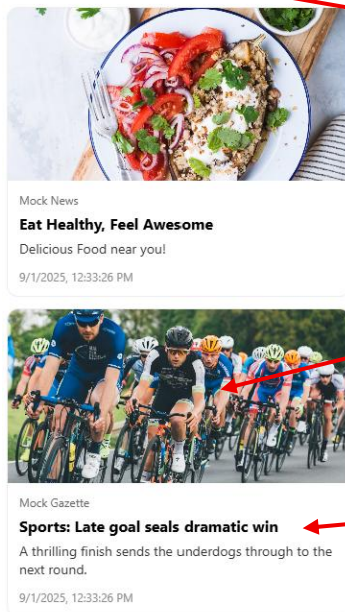 Mock News
Eat Healthy, Feel Awesome
Delicious Food near you!
9/1/2025, 12:33:26 PM
Mock Gazette
Sports: Late goal seals dramatic win
A thrilling finish sends the underdogs through to the
next round.
9/1/2025, 12:33:26 PM